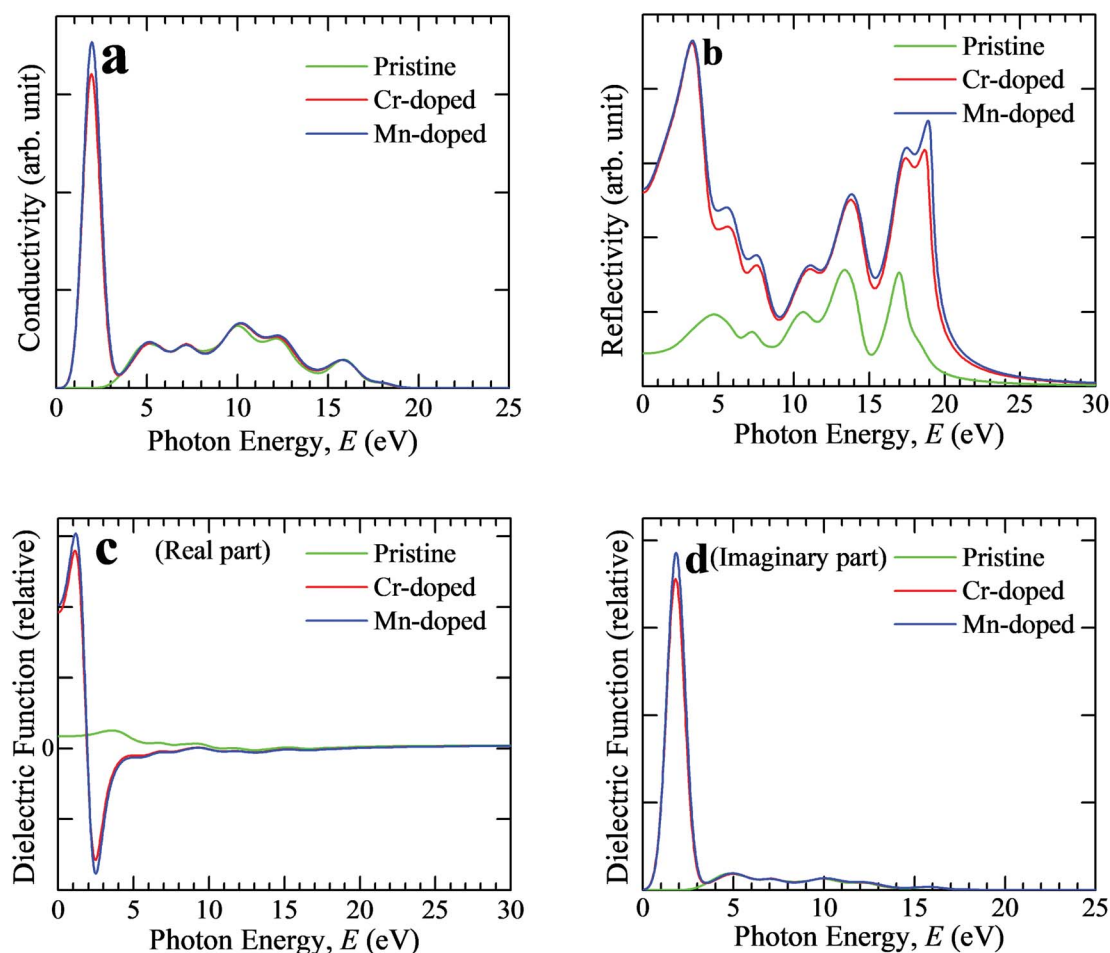 a
Pristine
Cr-doped
Mn-doped
Conductivity (arb. unit)
0 5 10 15 20 25
Photon Energy, E (eV)
b
Pristine
Cr-doped
Mn-doped
Reflectivity (arb. unit)
0 5 10 15 20 25 30
Photon Energy, E (eV)
c (Real part)
Pristine
Cr-doped
Mn-doped
Dielectric Function (relative)
0
0 5 10 15 20 25 30
Photon Energy, E (eV)
d (Imaginary part)
Pristine
Cr-doped
Mn-doped
Dielectric Function (relative)
0 5 10 15 20 25
Photon Energy, E (eV)